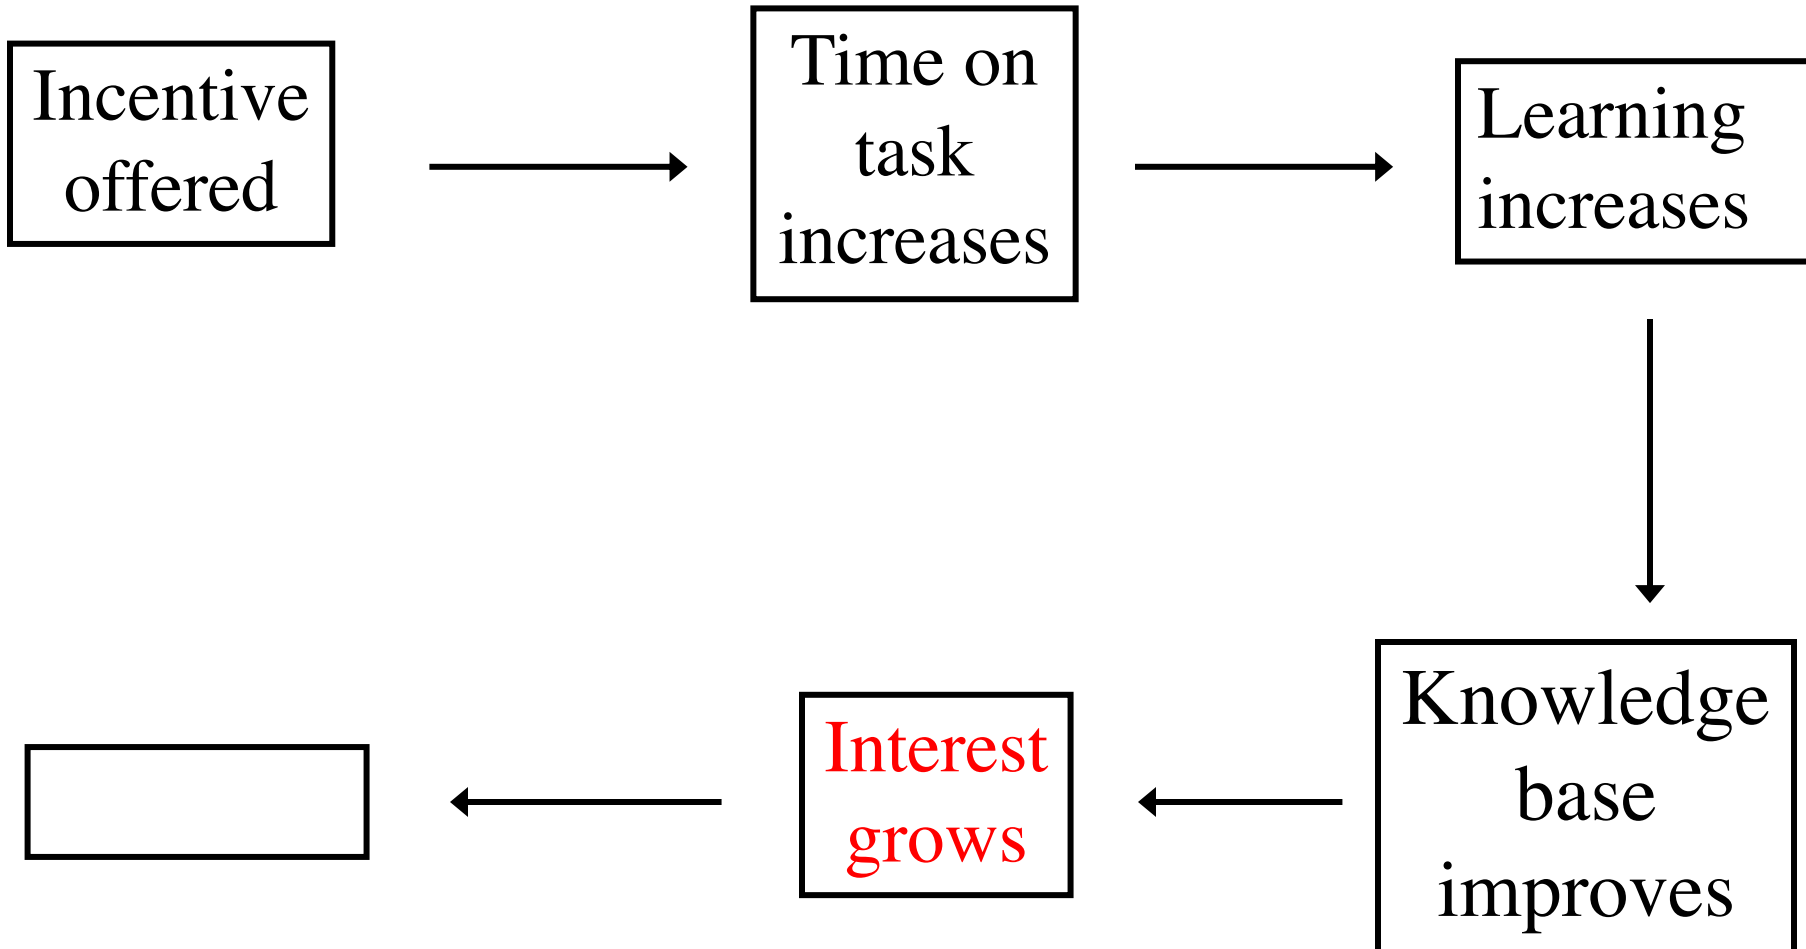 Incentive
offered
Time on
task
increases
Learning
increases
Interest
grows
Knowledge
base
improves